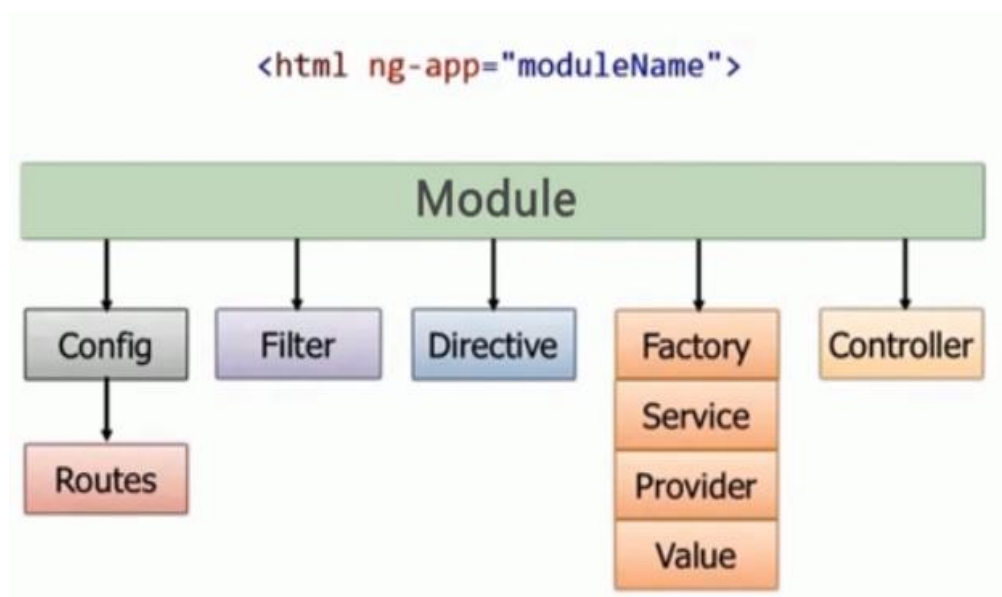 <html ng-app="moduleName">
Module
Config
Filter
Directive
Factory
Controller
Service
Routes
Provider
Value